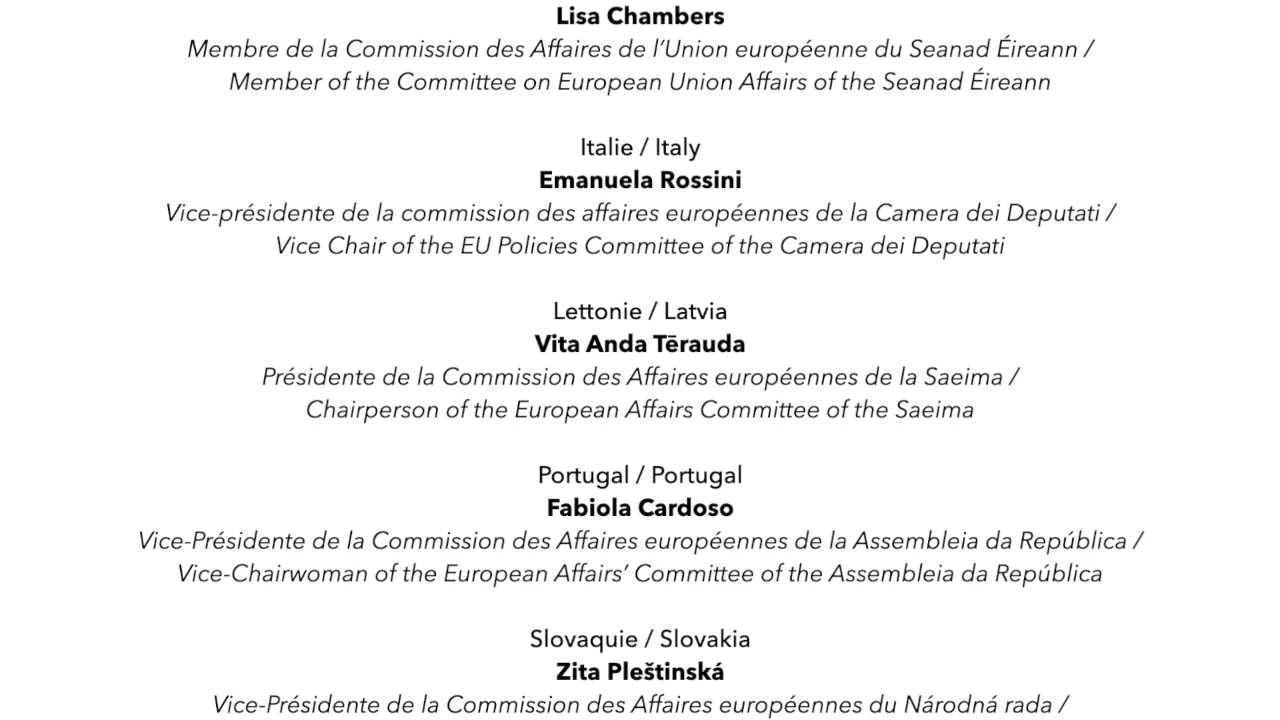 Lisa Chambers
Membre de la Commission des Affaires de l’Union européenne du Seanad Éireann /
Member of the Committee on European Union Affairs of the Seanad Éireann
Italie / Italy
Emanuela Rossini
Vice-présidente de la commission des affaires européennes de la Camera dei Deputati /
Vice Chair of the EU Policies Committee of the Camera dei Deputati
Lettonie / Latvia
Vita Anda Tērauda
Présidente de la Commission des Affaires européennes de la Saeima /
Chairperson of the European Affairs Committee of the Saeima
Portugal / Portugal
Fabiola Cardoso
Vice-Présidente de la Commission des Affaires européennes de la Assembleia da República /
Vice-Chairwoman of the European Affairs’ Committee of the Assembleia da República
Slovaquie / Slovakia
Zita Pleštinská
Vice-Présidente de la Commission des Affaires européennes du Národná rada /